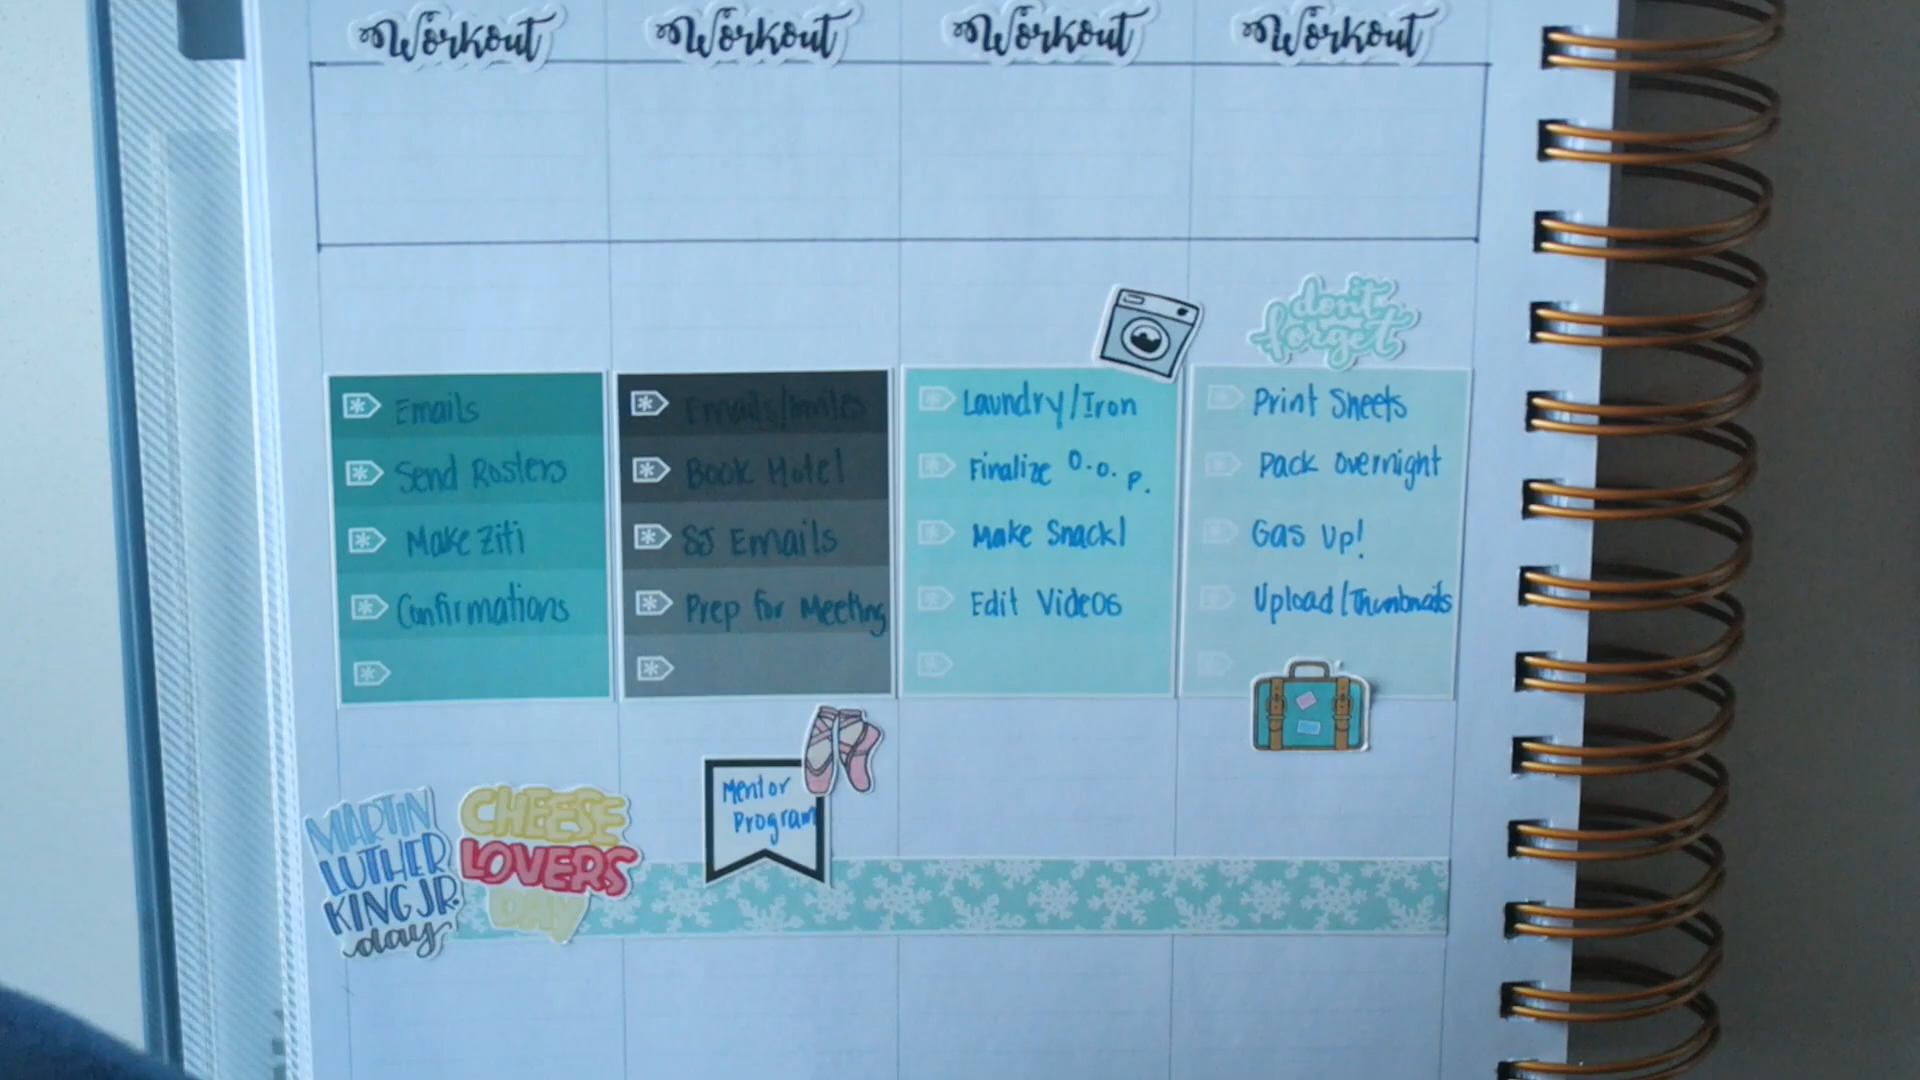 Workout
Workout
Workout
Workout
don't
forget
Emails
Send Rosters
Make Ziti
Confirmations
Emails/Invites
Book Hotel
SJ Emails
Prep for Meeting
Laundry/Iron
Finalize O.O.P.
Make Snack!
Edit Videos
Print Sheets
Pack Overnight
Gas Up!
Upload/Thumbnails
MARTIN
LUTHER
KING JR.
day
CHEESE
LOVERS
DAY
Mentor
Program